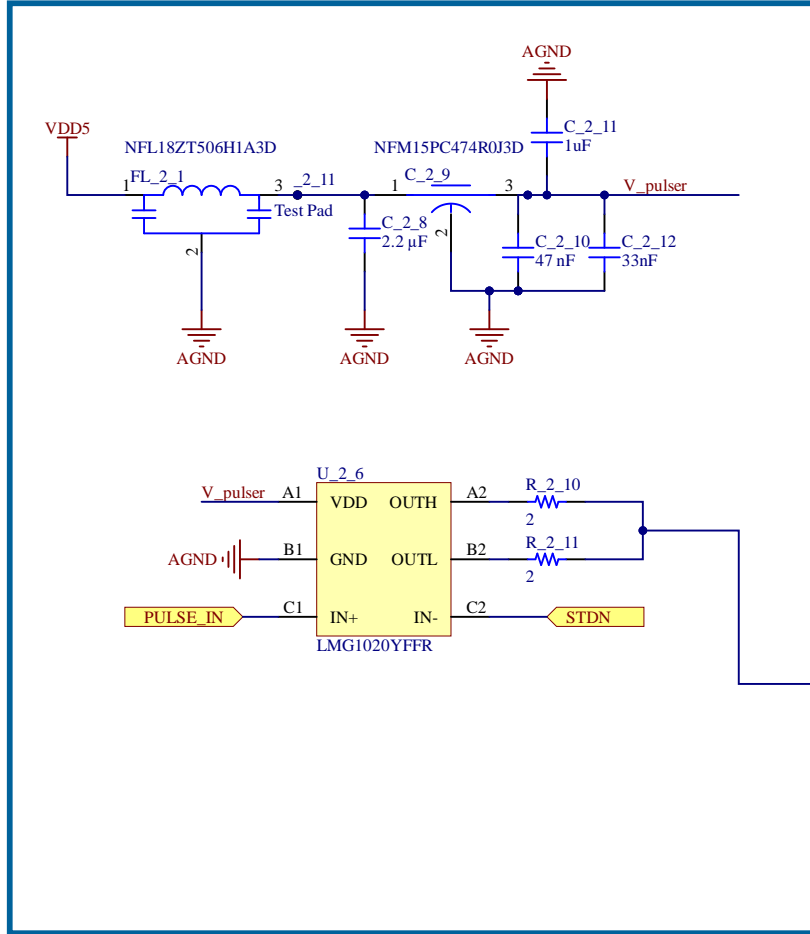 AGND
VDD5
C_2_11
1uF
NFL18ZT506H1A3D
NFM15PC474R0J3D
1
FL_2_1
3
_2_11
1
C_2_9
3
V_pulser
Test Pad
C_2_8
2.2 µF
2
2
C_2_10
47 nF
C_2_12
33nF
AGND
AGND
AGND
U_2_6
V_pulser
A1
VDD
OUTH
A2
R_2_10
2
AGND
B1
GND
OUTL
B2
R_2_11
2
PULSE_IN
C1
IN+
IN-
C2
STDN
LMG1020YFFR